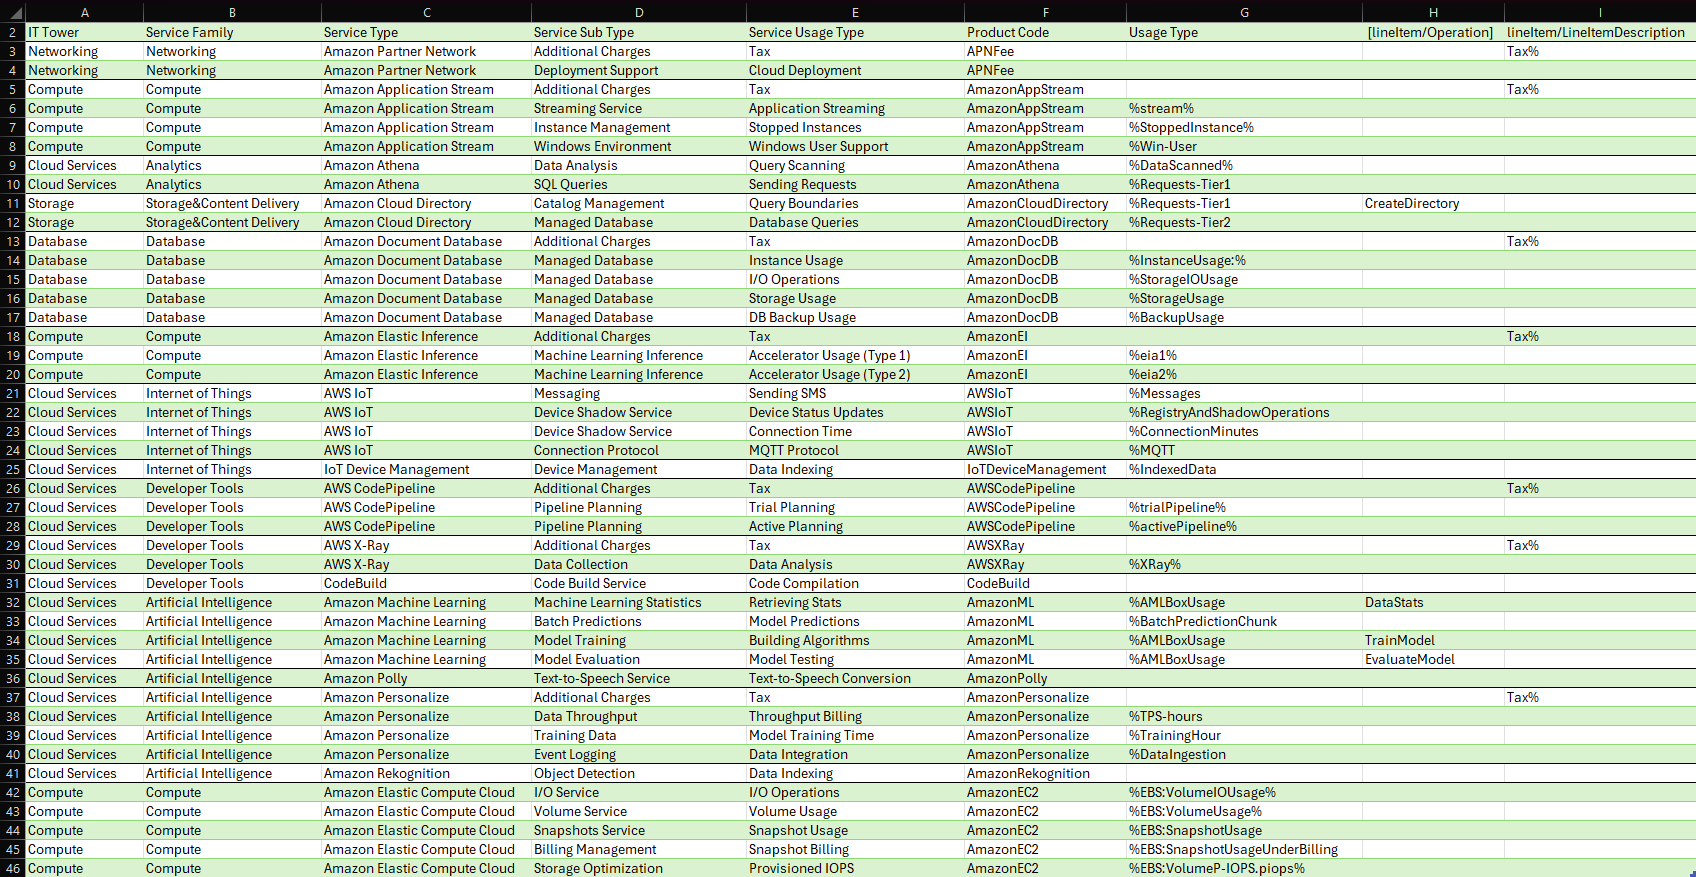 A B C D E F G H I
2 IT Tower Service Family Service Type Service Sub Type Service Usage Type Product Code Usage Type [lineItem/Operation] lineItem/LineItemDescription
3 Networking Networking Amazon Partner Network Additional Charges Tax APNFee Tax%
4 Networking Networking Amazon Partner Network Deployment Support Cloud Deployment APNFee
5 Compute Compute Amazon Application Stream Additional Charges Tax AmazonAppStream Tax%
6 Compute Compute Amazon Application Stream Streaming Service Application Streaming AmazonAppStream %stream%
7 Compute Compute Amazon Application Stream Instance Management Stopped Instances AmazonAppStream %StoppedInstance%
8 Compute Compute Amazon Application Stream Windows Environment Windows User Support AmazonAppStream %Win-User
9 Cloud Services Analytics Amazon Athena Data Analysis Query Scanning AmazonAthena %DataScanned%
10 Cloud Services Analytics Amazon Athena SQL Queries Sending Requests AmazonAthena %Requests-Tier1
11 Storage Storage&Content Delivery Amazon Cloud Directory Catalog Management Query Boundaries AmazonCloudDirectory %Requests-Tier1 CreateDirectory
12 Storage Storage&Content Delivery Amazon Cloud Directory Managed Database Database Queries AmazonCloudDirectory %Requests-Tier2
13 Database Database Amazon Document Database Additional Charges Tax AmazonDocDB Tax%
14 Database Database Amazon Document Database Managed Database Instance Usage AmazonDocDB %InstanceUsage:%
15 Database Database Amazon Document Database Managed Database I/O Operations AmazonDocDB %StorageIOUsage
16 Database Database Amazon Document Database Managed Database Storage Usage AmazonDocDB %StorageUsage
17 Database Database Amazon Document Database Managed Database DB Backup Usage AmazonDocDB %BackupUsage
18 Compute Compute Amazon Elastic Inference Additional Charges Tax AmazonEI Tax%
19 Compute Compute Amazon Elastic Inference Machine Learning Inference Accelerator Usage (Type 1) AmazonEI %eia1%
20 Compute Compute Amazon Elastic Inference Machine Learning Inference Accelerator Usage (Type 2) AmazonEI %eia2%
21 Cloud Services Internet of Things AWS IoT Messaging Sending SMS AWSIoT %Messages
22 Cloud Services Internet of Things AWS IoT Device Shadow Service Device Status Updates AWSIoT %RegistryAndShadowOperations
23 Cloud Services Internet of Things AWS IoT Device Shadow Service Connection Time AWSIoT %ConnectionMinutes
24 Cloud Services Internet of Things AWS IoT Connection Protocol MQTT Protocol AWSIoT %MQTT
25 Cloud Services Internet of Things IoT Device Management Device Management Data Indexing IoTDeviceManagement %IndexedData
26 Cloud Services Developer Tools AWS CodePipeline Additional Charges Tax AWSCodePipeline Tax%
27 Cloud Services Developer Tools AWS CodePipeline Pipeline Planning Trial Planning AWSCodePipeline %trialPipeline%
28 Cloud Services Developer Tools AWS CodePipeline Pipeline Planning Active Planning AWSCodePipeline %activePipeline%
29 Cloud Services Developer Tools AWS X-Ray Additional Charges Tax AWSXRay Tax%
30 Cloud Services Developer Tools AWS X-Ray Data Collection Data Analysis AWSXRay %XRay%
31 Cloud Services Developer Tools CodeBuild Code Build Service Code Compilation CodeBuild
32 Cloud Services Artificial Intelligence Amazon Machine Learning Machine Learning Statistics Retrieving Stats AmazonML %AMLBoxUsage DataStats
33 Cloud Services Artificial Intelligence Amazon Machine Learning Batch Predictions Model Predictions AmazonML %BatchPredictionChunk
34 Cloud Services Artificial Intelligence Amazon Machine Learning Model Training Building Algorithms AmazonML %AMLBoxUsage TrainModel
35 Cloud Services Artificial Intelligence Amazon Machine Learning Model Evaluation Model Testing AmazonML %AMLBoxUsage EvaluateModel
36 Cloud Services Artificial Intelligence Amazon Polly Text-to-Speech Service Text-to-Speech Conversion AmazonPolly
37 Cloud Services Artificial Intelligence Amazon Personalize Additional Charges Tax AmazonPersonalize Tax%
38 Cloud Services Artificial Intelligence Amazon Personalize Data Throughput Throughput Billing AmazonPersonalize %TPS-hours
39 Cloud Services Artificial Intelligence Amazon Personalize Training Data Model Training Time AmazonPersonalize %TrainingHour
40 Cloud Services Artificial Intelligence Amazon Personalize Event Logging Data Integration AmazonPersonalize %DataIngestion
41 Cloud Services Artificial Intelligence Amazon Rekognition Object Detection Data Indexing AmazonRekognition
42 Compute Compute Amazon Elastic Compute Cloud I/O Service I/O Operations AmazonEC2 %EBS:VolumeIOUsage%
43 Compute Compute Amazon Elastic Compute Cloud Volume Service Volume Usage AmazonEC2 %EBS:VolumeUsage%
44 Compute Compute Amazon Elastic Compute Cloud Snapshots Service Snapshot Usage AmazonEC2 %EBS:SnapshotUsage
45 Compute Compute Amazon Elastic Compute Cloud Billing Management Snapshot Billing AmazonEC2 %EBS:SnapshotUsageUnderBilling
46 Compute Compute Amazon Elastic Compute Cloud Storage Optimization Provisioned IOPS AmazonEC2 %EBS:VolumeP-IOPS.piops%